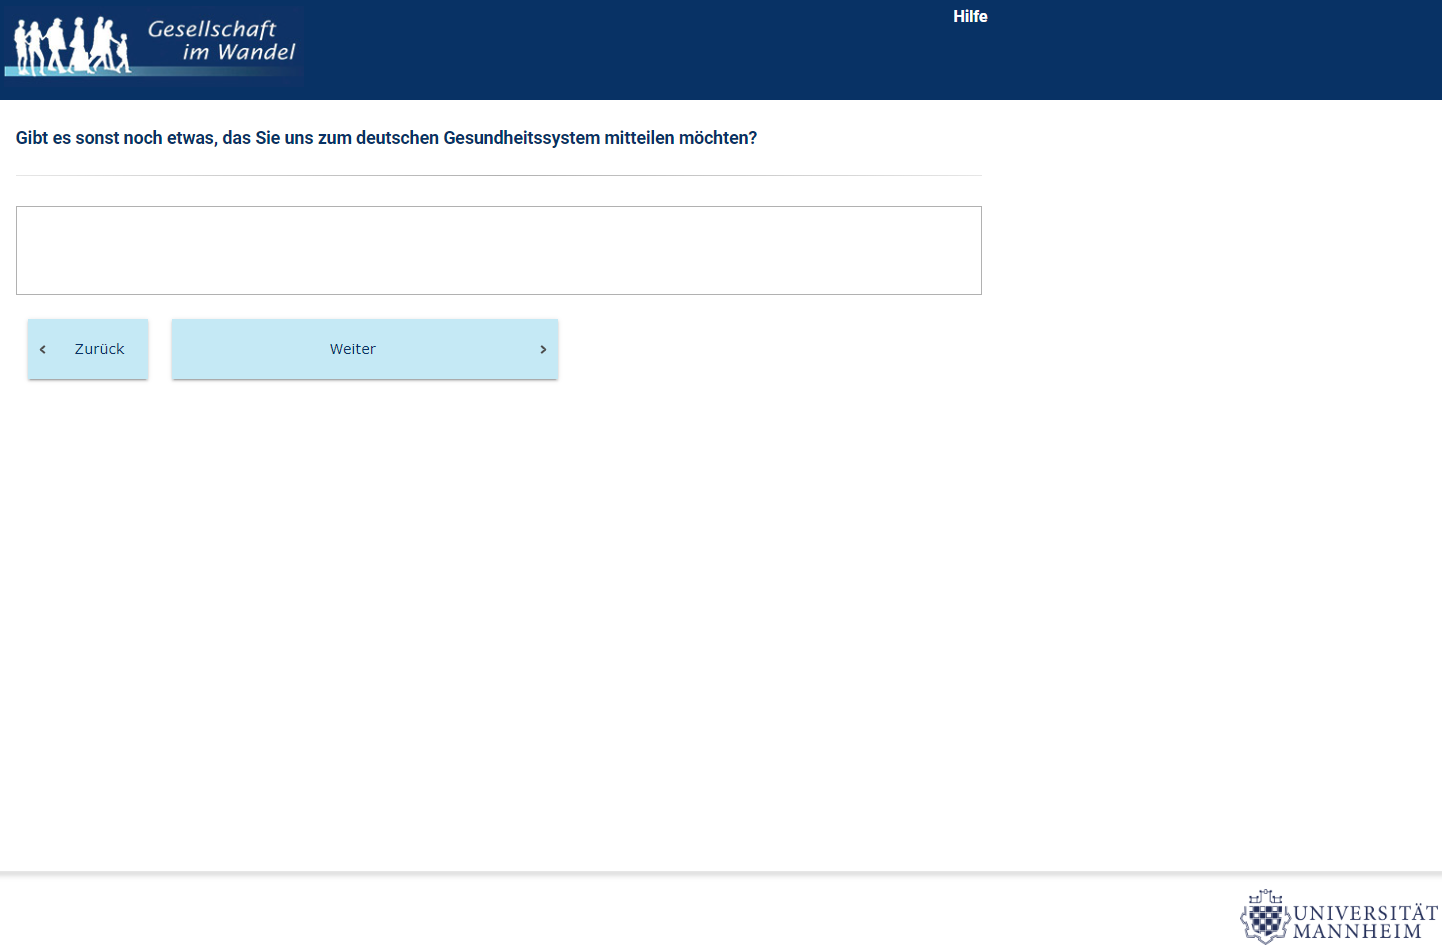 Gesellschaft
im Wandel
Hilfe
Gibt es sonst noch etwas, das Sie uns zum deutschen Gesundheitssystem mitteilen möchten?
Zurück
Weiter
UNIVERSITÄT
MANNHEIM